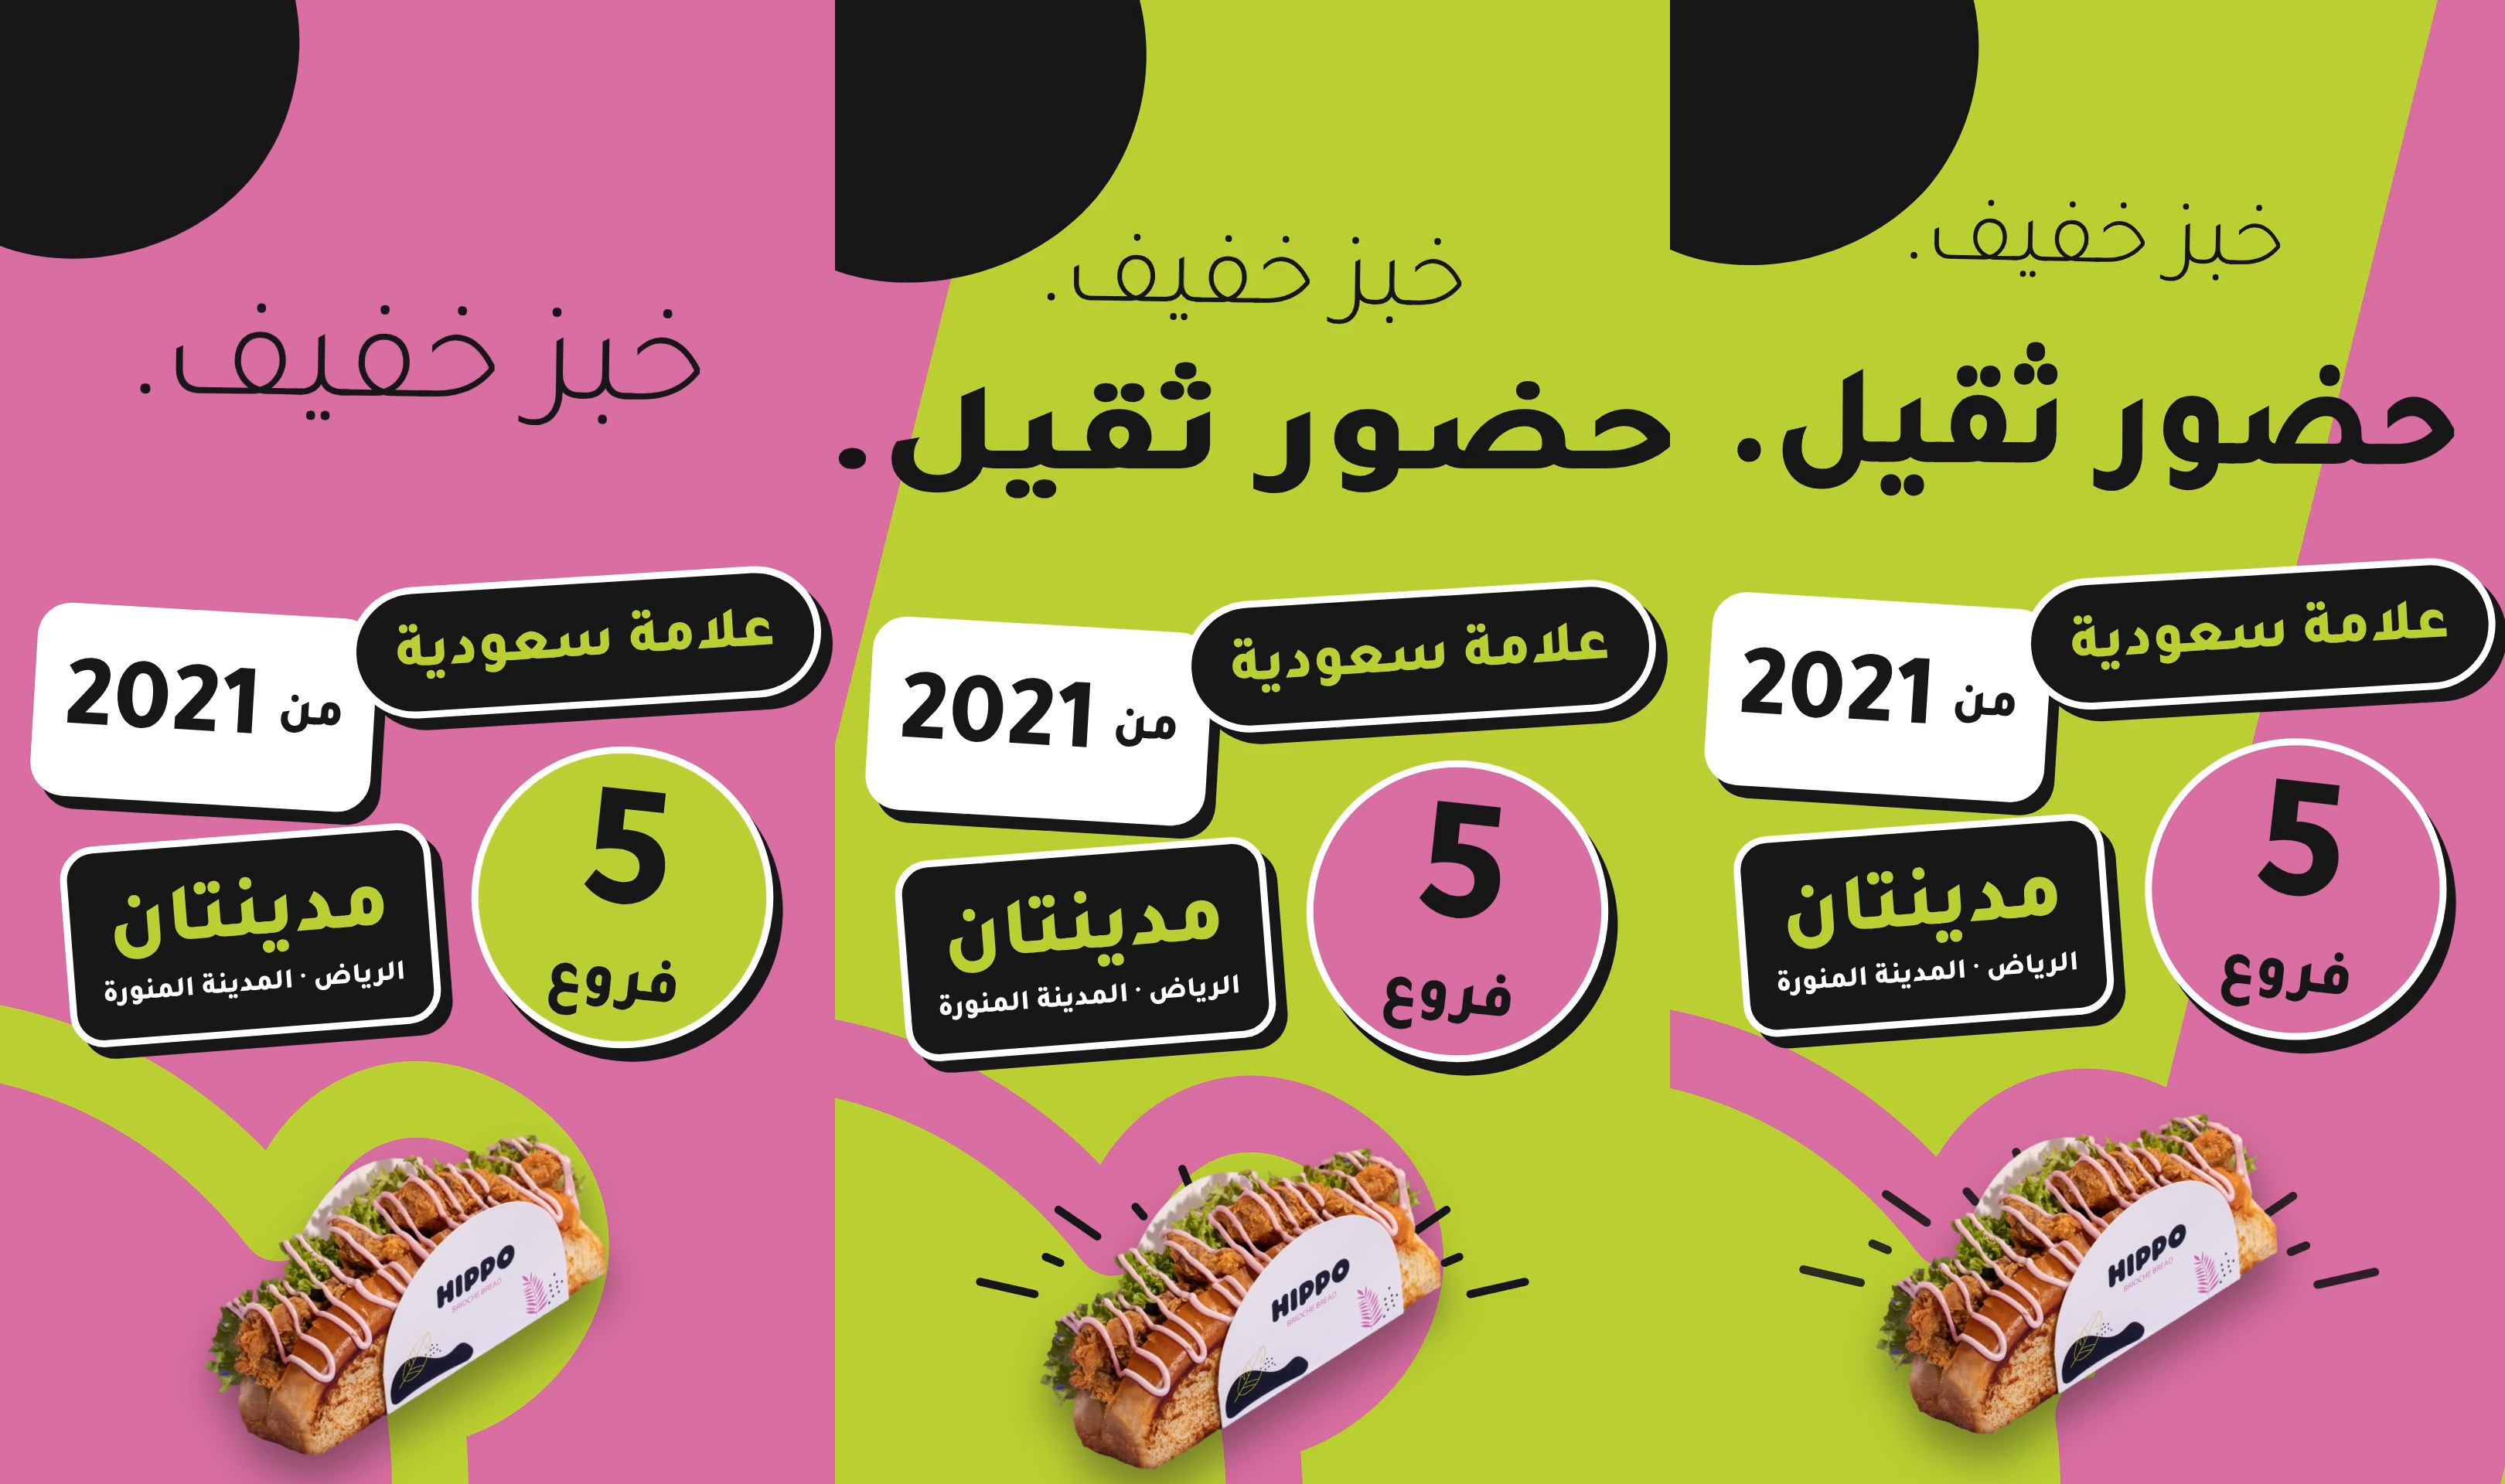 خبز خفيف.
علامة سعودية
من 2021
5
فروع
مدينتان
الرياض · المدينة المنورة
HIPPO
BRIOCHE BREAD
خبز خفيف.
حضور ثقيل.
علامة سعودية
من 2021
5
فروع
مدينتان
الرياض · المدينة المنورة
HIPPO
BRIOCHE BREAD
خبز خفيف.
حضور ثقيل.
علامة سعودية
من 2021
5
فروع
مدينتان
الرياض · المدينة المنورة
HIPPO
BRIOCHE BREAD